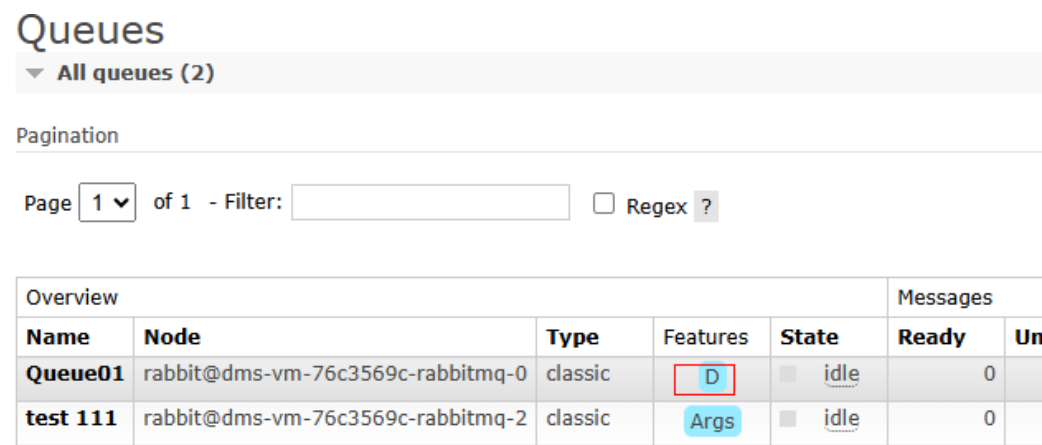 Queues
All queues (2)
Pagination
Page 1 of 1 - Filter: Regex ?
Overview Messages
Name Node Type Features State Ready Un
Queue01 rabbit@dms-vm-76c3569c-rabbitmq-0 classic D idle 0
test 111 rabbit@dms-vm-76c3569c-rabbitmq-2 classic Args idle 0